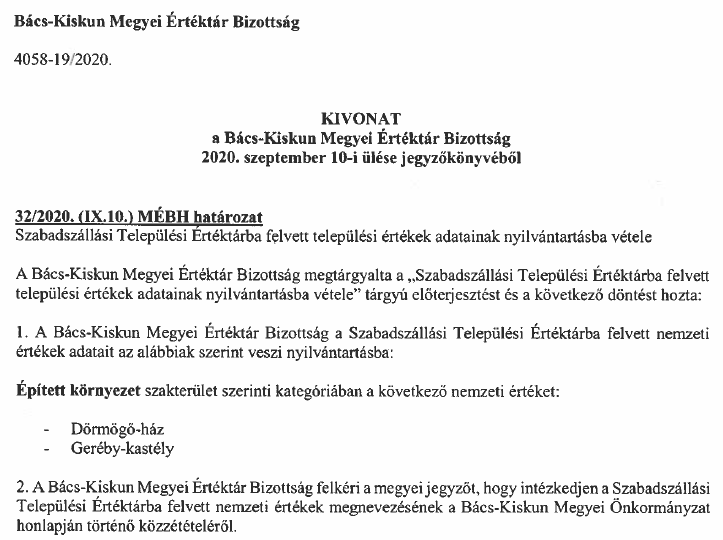 Bács-Kiskun Megyei Értéktár Bizottság
4058-19/2020.
KIVONAT
a Bács-Kiskun Megyei Értéktár Bizottság
2020. szeptember 10-i ülése jegyzőkönyvéből
32/2020. (IX.10.) MÉBH határozat
Szabadszállási Települési Értéktárba felvett települési értékek adatainak nyilvántartásba vétele
A Bács-Kiskun Megyei Értéktár Bizottság megtárgyalta a „Szabadszállási Települési Értéktárba felvett
települési értékek adatainak nyilvántartásba vétele” tárgyú előterjesztést és a következő döntést hozta:
1. A Bács-Kiskun Megyei Értéktár Bizottság a Szabadszállási Települési Értéktárba felvett nemzeti
értékek adatait az alábbiak szerint veszi nyilvántartásba:
Épített környezet szakterület szerinti kategóriában a következő nemzeti értéket:
- Dörmögő-ház
- Geréby-kastély
2. A Bács-Kiskun Megyei Értéktár Bizottság felkéri a megyei jegyzőt, hogy intézkedjen a Szabadszállási
Települési Értéktárba felvett nemzeti értékek megnevezésének a Bács-Kiskun Megyei Önkormányzat
honlapján történő közzétételéről.